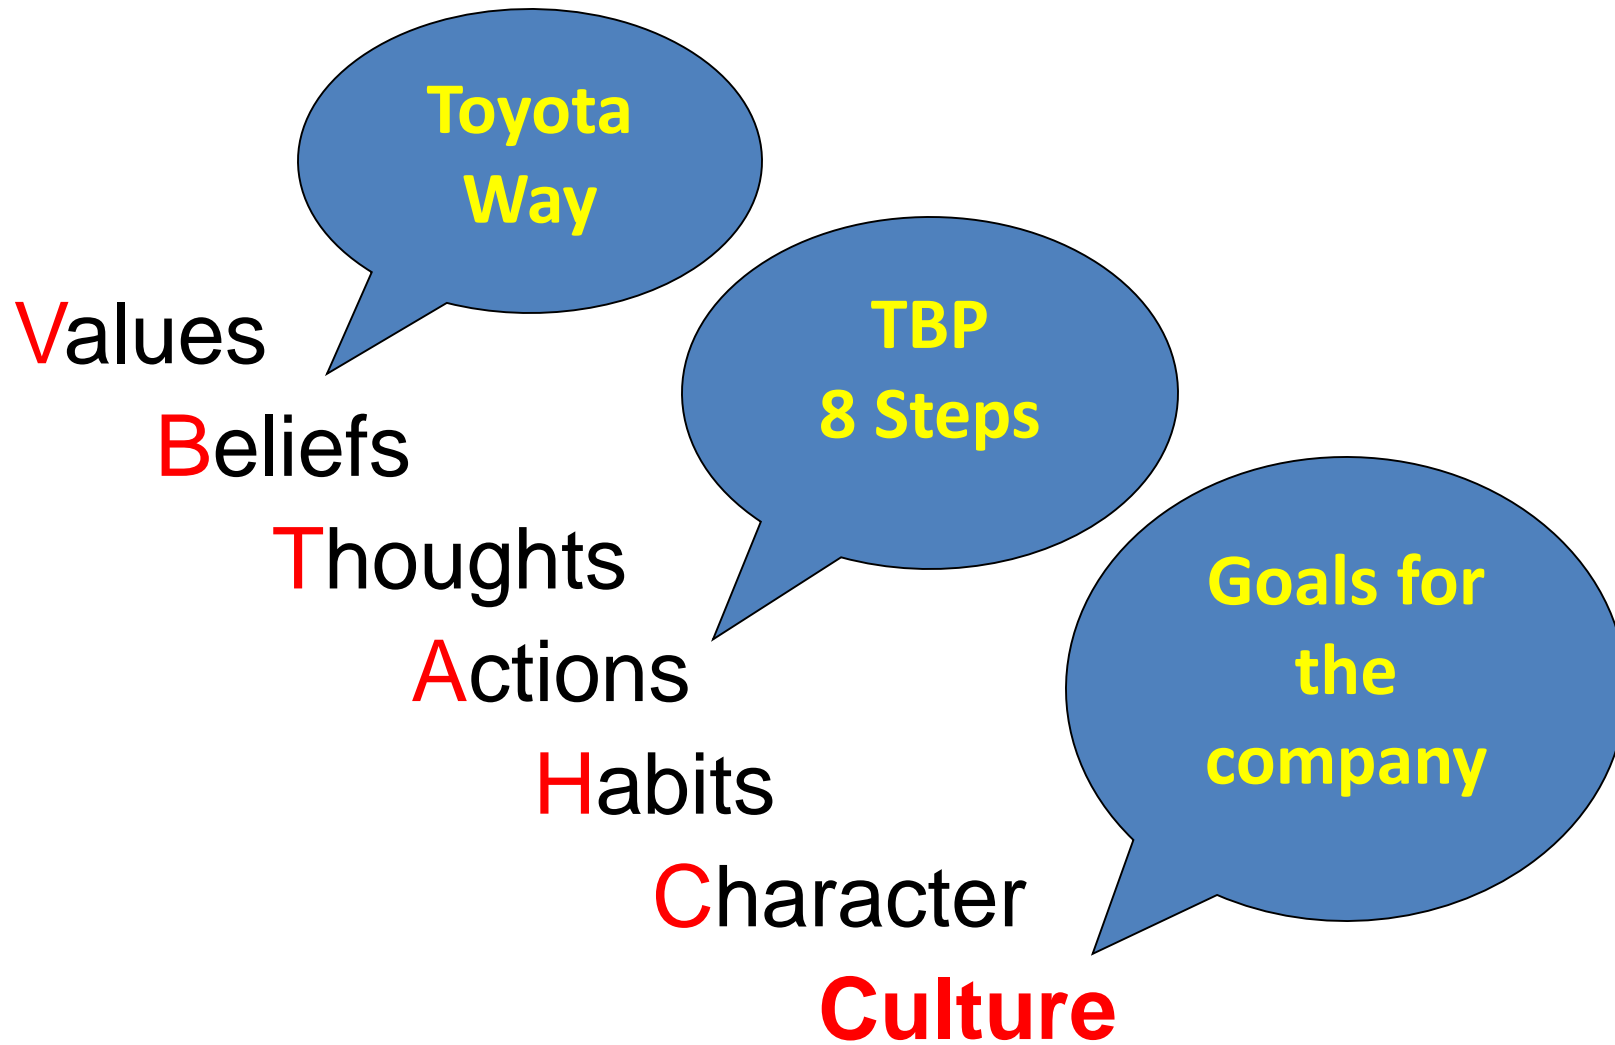 Toyota
Way
Values
TBP
8 Steps
Beliefs
Thoughts
Goals for
the
company
Actions
Habits
Character
Culture